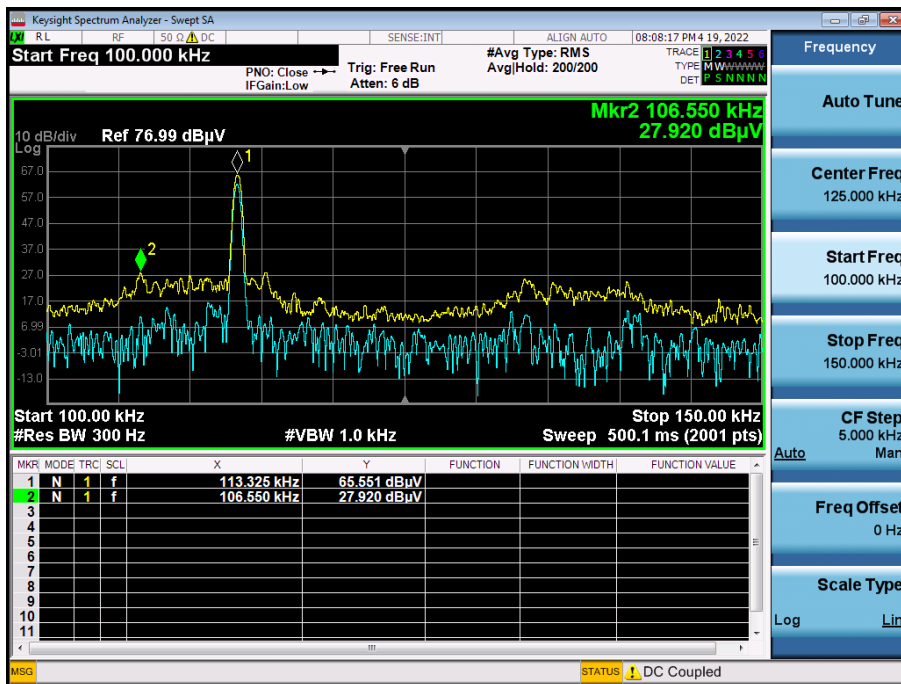 Keysight Spectrum Analyzer - Swept SA
LXI RL RF 50 Ω DC SENSE:INT ALIGN AUTO 08:08:17 PM 4 19, 2022
Start Freq 100.000 kHz
PNO: Close
IFGain:Low
Trig: Free Run
Atten: 6 dB
#Avg Type: RMS
Avg|Hold: 200/200
TRACE 1 2 3 4 5 6
TYPE MWWWWW
DET P S N N N N
Mkr2 106.550 kHz
27.920 dBµV
10 dB/div Ref 76.99 dBµV
Log
1
67.0
57.0
47.0
37.0
2
27.0
17.0
6.99
-3.01
-13.0
Start 100.00 kHz Stop 150.00 kHz
#Res BW 300 Hz #VBW 1.0 kHz Sweep 500.1 ms (2001 pts)
MKR MODE TRC SCL X Y FUNCTION FUNCTION WIDTH FUNCTION VALUE
1 N 1 f 113.325 kHz 65.551 dBµV
2 N 1 f 106.550 kHz 27.920 dBµV
3
4
5
6
7
8
9
10
11
MSG STATUS DC Coupled
Frequency
Auto Tune
Center Freq
125.000 kHz
Start Freq
100.000 kHz
Stop Freq
150.000 kHz
CF Step
5.000 kHz
Auto Man
Freq Offset
0 Hz
Scale Type
Log Lin